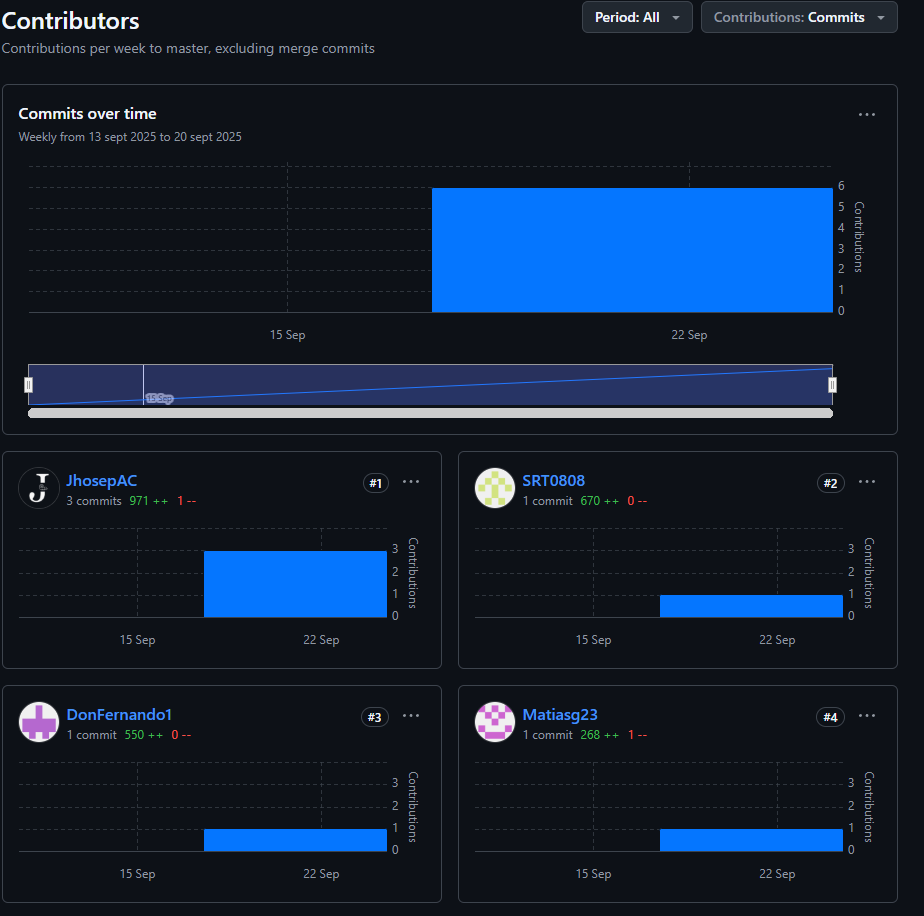 Contributors
Period: All
Contributions: Commits
Contributions per week to master, excluding merge commits
Commits over time
Weekly from 13 sept 2025 to 20 sept 2025
6
5
4
3
2
1
0
Contributions
15 Sep
22 Sep
15 Sep
JhosepAC
#1
3 commits 971 ++ 1 --
3
2
1
0
Contributions
15 Sep
22 Sep
SRT0808
#2
1 commit 670 ++ 0 --
3
2
1
0
Contributions
15 Sep
22 Sep
DonFernando1
#3
1 commit 550 ++ 0 --
3
2
1
0
Contributions
15 Sep
22 Sep
Matiasg23
#4
1 commit 268 ++ 1 --
3
2
1
0
Contributions
15 Sep
22 Sep